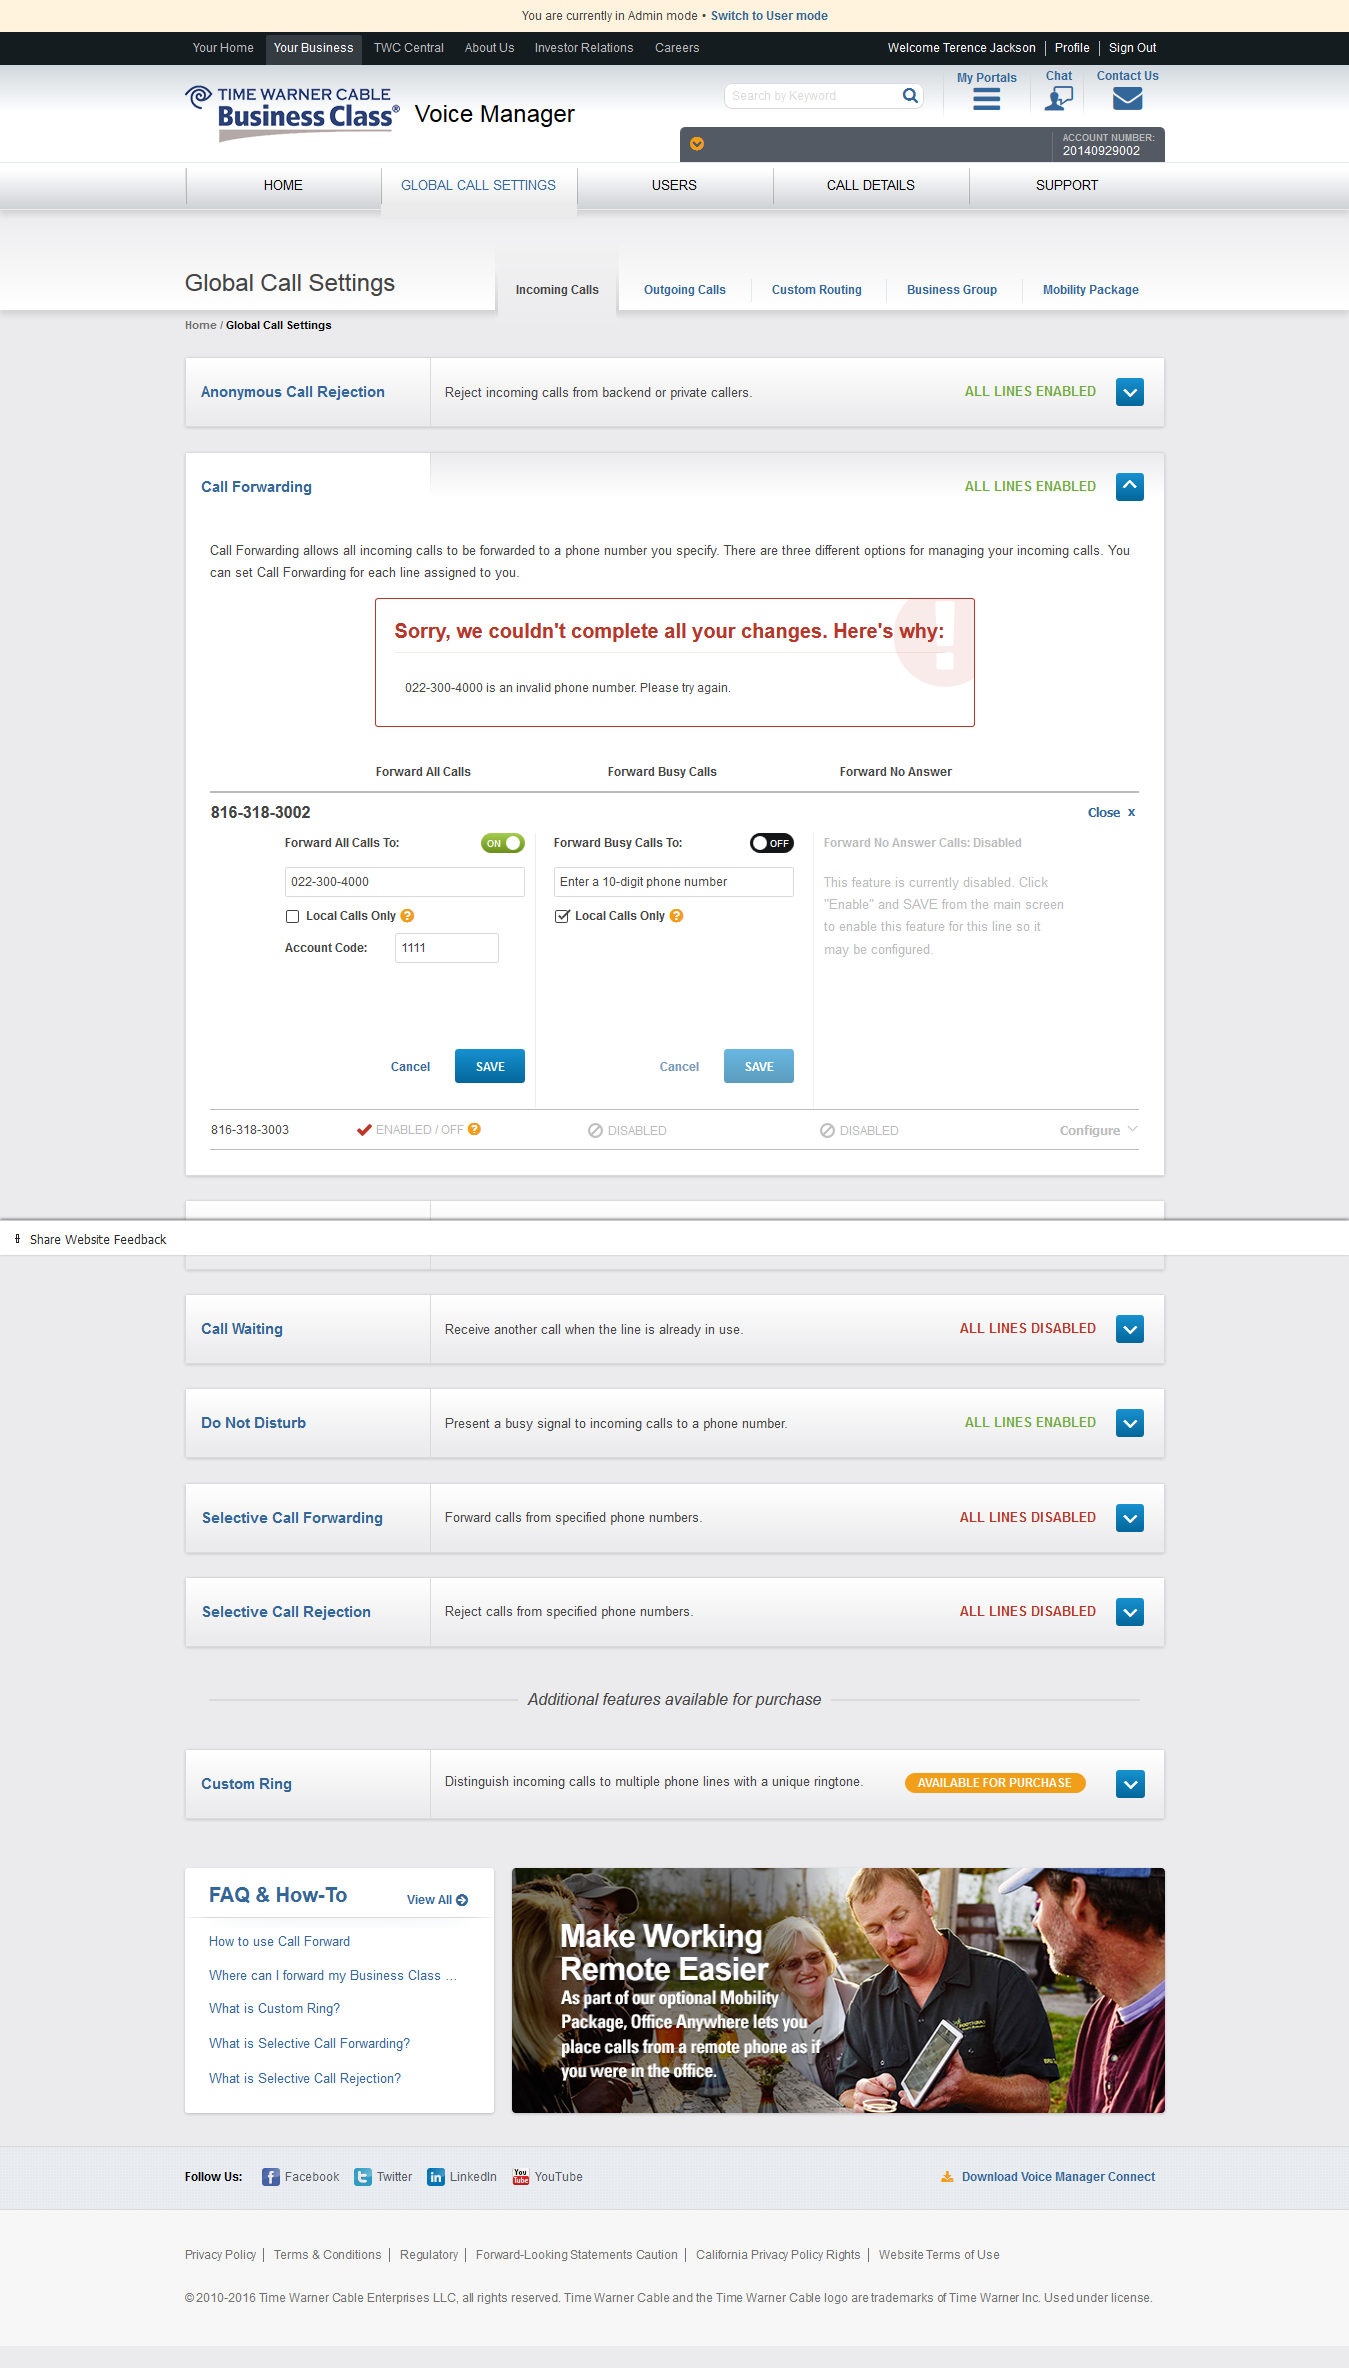 You are currently in Admin mode • Switch to User mode
Your Home Your Business TWC Central About Us Investor Relations Careers Welcome Terence Jackson Profile Sign Out
TIME WARNER CABLE
Business Class®
Voice Manager
Search by Keyword
My Portals Chat Contact Us
ACCOUNT NUMBER:
20140929002
HOME GLOBAL CALL SETTINGS USERS CALL DETAILS SUPPORT
Global Call Settings
Incoming Calls Outgoing Calls Custom Routing Business Group Mobility Package
Home / Global Call Settings
Anonymous Call Rejection Reject incoming calls from backend or private callers. ALL LINES ENABLED
Call Forwarding ALL LINES ENABLED
Call Forwarding allows all incoming calls to be forwarded to a phone number you specify. There are three different options for managing your incoming calls. You
can set Call Forwarding for each line assigned to you.
Sorry, we couldn't complete all your changes. Here's why:
022-300-4000 is an invalid phone number. Please try again.
Forward All Calls Forward Busy Calls Forward No Answer
816-318-3002 Close x
Forward All Calls To: ON Forward Busy Calls To: OFF Forward No Answer Calls: Disabled
022-300-4000 Enter a 10-digit phone number This feature is currently disabled. Click
"Enable" and SAVE from the main screen
Local Calls Only ? Local Calls Only ? to enable this feature for this line so it
Account Code: 1111 may be configured.
Cancel SAVE Cancel SAVE
816-318-3003 ENABLED / OFF ? DISABLED DISABLED Configure
Share Website Feedback
Call Waiting Receive another call when the line is already in use. ALL LINES DISABLED
Do Not Disturb Present a busy signal to incoming calls to a phone number. ALL LINES ENABLED
Selective Call Forwarding Forward calls from specified phone numbers. ALL LINES DISABLED
Selective Call Rejection Reject calls from specified phone numbers. ALL LINES DISABLED
Additional features available for purchase
Custom Ring Distinguish incoming calls to multiple phone lines with a unique ringtone. AVAILABLE FOR PURCHASE
FAQ & How-To View All
How to use Call Forward
Where can I forward my Business Class ...
What is Custom Ring?
What is Selective Call Forwarding?
What is Selective Call Rejection?
Make Working
Remote Easier
As part of our optional Mobility
Package, Office Anywhere lets you
place calls from a remote phone as if
you were in the office.
Follow Us: Facebook Twitter LinkedIn YouTube Download Voice Manager Connect
Privacy Policy Terms & Conditions Regulatory Forward-Looking Statements Caution California Privacy Policy Rights Website Terms of Use
© 2010-2016 Time Warner Cable Enterprises LLC, all rights reserved. Time Warner Cable and the Time Warner Cable logo are trademarks of Time Warner Inc. Used under license.